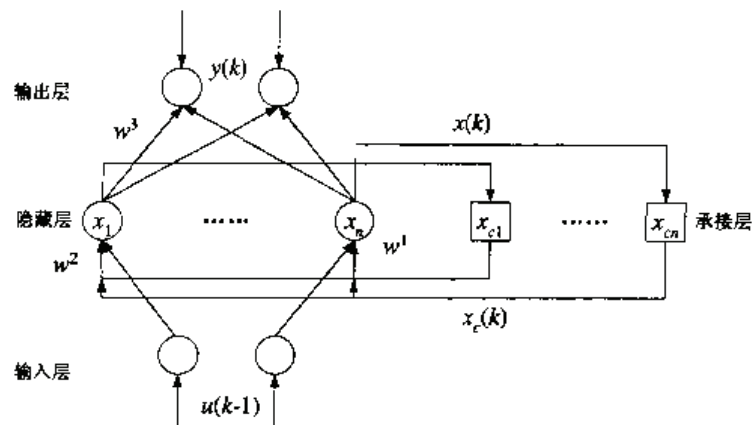 y(k)
输出层
w³
x(k)
隐藏层 x₁ ······ xₙ x_c1 ······ x_cn 承接层
w² w¹
x_c(k)
输入层
u(k-1)